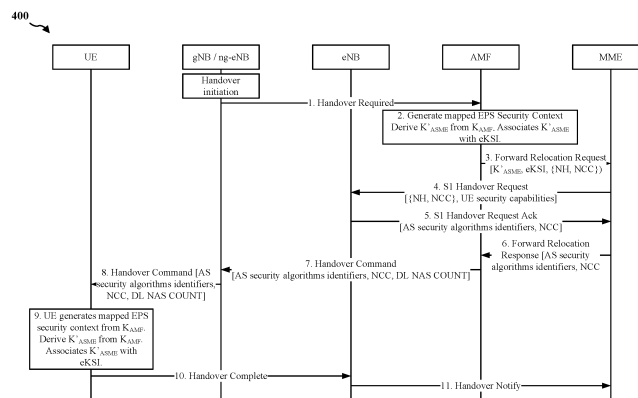 400
UE
gNB / ng-eNB
eNB
AMF
MME
Handover
initiation
1. Handover Required
2. Generate mapped EPS Security Context
Derive K'ASME from KAMF. Associates K'ASME
with eKSI.
3. Forward Relocation Request
[K'ASME, eKSI, {NH, NCC})
4. S1 Handover Request
[{NH, NCC}, UE security capabilities]
5. S1 Handover Request Ack
[AS security algorithms identifiers, NCC]
6. Forward Relocation
Response [AS security
algorithms identifiers, NCC
7. Handover Command
[AS security algorithms identifiers, NCC, DL NAS COUNT]
8. Handover Command [AS
security algorithms identifiers,
NCC, DL NAS COUNT]
9. UE generates mapped EPS
security context from KAMF.
Derive K'ASME from KAMF.
Associates K'ASME with
eKSI.
10. Handover Complete
11. Handover Notify